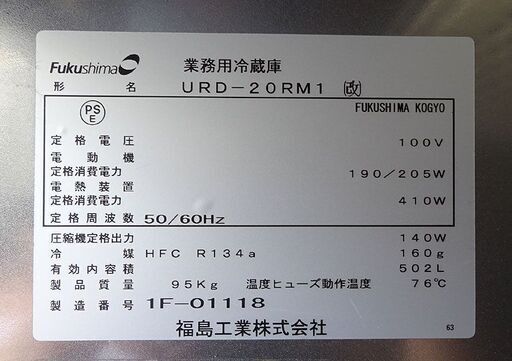 Fukushima 業務用冷蔵庫
形名 URD-20RM1 改
PS E FUKUSHIMA KOGYO
定格電圧 100V
電動機
定格消費電力 190/205W
電熱装置
定格消費電力 410W
定格周波数 50/60Hz
圧縮機定格出力 140W
冷媒 HFC R134a 160g
有効内容積 502L
製品質量 95Kg 温度ヒューズ動作温度 76℃
製造番号 1F-01118
福島工業株式会社 63